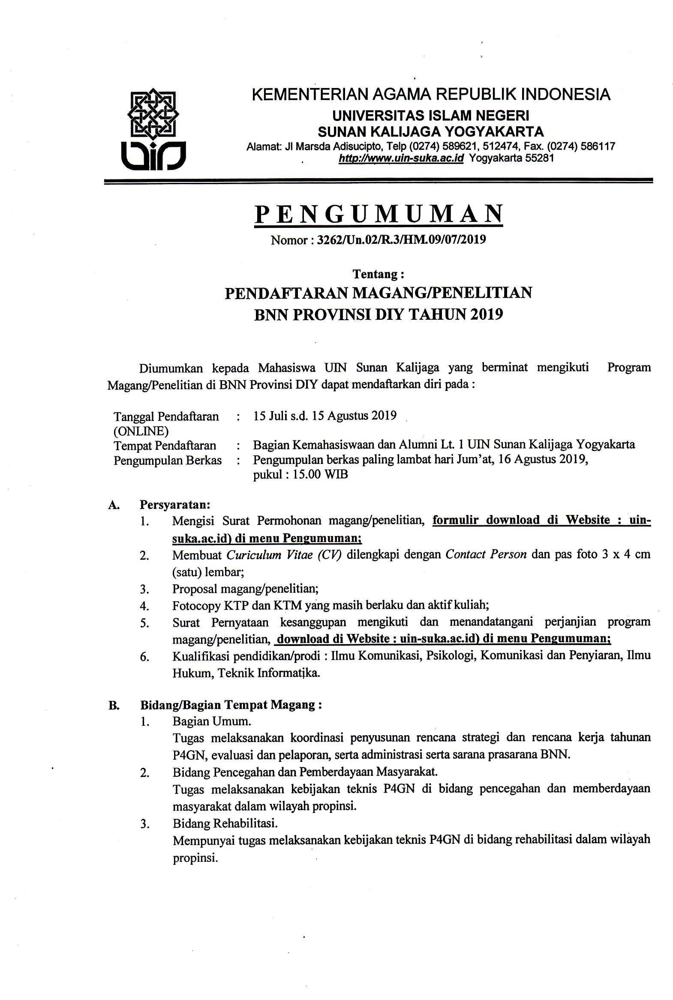 KEMENTERIAN AGAMA REPUBLIK INDONESIA
UNIVERSITAS ISLAM NEGERI
SUNAN KALIJAGA YOGYAKARTA
Alamat: Jl Marsda Adisucipto, Telp (0274) 589621, 512474, Fax. (0274) 586117
http://www.uin-suka.ac.id Yogyakarta 55281
uin
P E N G U M U M A N
Nomor : 3262/Un.02/R.3/HM.09/07/2019
Tentang :
PENDAFTARAN MAGANG/PENELITIAN
BNN PROVINSI DIY TAHUN 2019
Diumumkan kepada Mahasiswa UIN Sunan Kalijaga yang berminat mengikuti Program
Magang/Penelitian di BNN Provinsi DIY dapat mendaftarkan diri pada :
Tanggal Pendaftaran : 15 Juli s.d. 15 Agustus 2019
(ONLINE)
Tempat Pendaftaran : Bagian Kemahasiswaan dan Alumni Lt. 1 UIN Sunan Kalijaga Yogyakarta
Pengumpulan Berkas : Pengumpulan berkas paling lambat hari Jum'at, 16 Agustus 2019,
pukul : 15.00 WIB
A. Persyaratan:
1. Mengisi Surat Permohonan magang/penelitian, formulir download di Website : uin-
suka.ac.id) di menu Pengumuman;
2. Membuat Curiculum Vitae (CV) dilengkapi dengan Contact Person dan pas foto 3 x 4 cm
(satu) lembar;
3. Proposal magang/penelitian;
4. Fotocopy KTP dan KTM yang masih berlaku dan aktif kuliah;
5. Surat Pernyataan kesanggupan mengikuti dan menandatangani perjanjian program
magang/penelitian, download di Website : uin-suka.ac.id) di menu Pengumuman;
6. Kualifikasi pendidikan/prodi : Ilmu Komunikasi, Psikologi, Komunikasi dan Penyiaran, Ilmu
Hukum, Teknik Informatika.
B. Bidang/Bagian Tempat Magang :
1. Bagian Umum.
Tugas melaksanakan koordinasi penyusunan rencana strategi dan rencana kerja tahunan
P4GN, evaluasi dan pelaporan, serta administrasi serta sarana prasarana BNN.
2. Bidang Pencegahan dan Pemberdayaan Masyarakat.
Tugas melaksanakan kebijakan teknis P4GN di bidang pencegahan dan memberdayaan
masyarakat dalam wilayah propinsi.
3. Bidang Rehabilitasi.
Mempunyai tugas melaksanakan kebijakan teknis P4GN di bidang rehabilitasi dalam wilayah
propinsi.